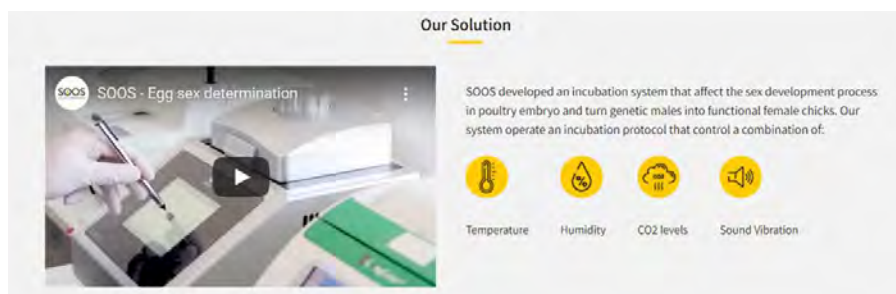 Our Solution
SOOS
SOOS - Egg sex determination
SOOS developed an incubation system that affect the sex development process
in poultry embryo and turn genetic males into functional female chicks. Our
system operate an incubation protocol that control a combination of:
%
Temperature
Humidity
CO2 levels
Sound Vibration